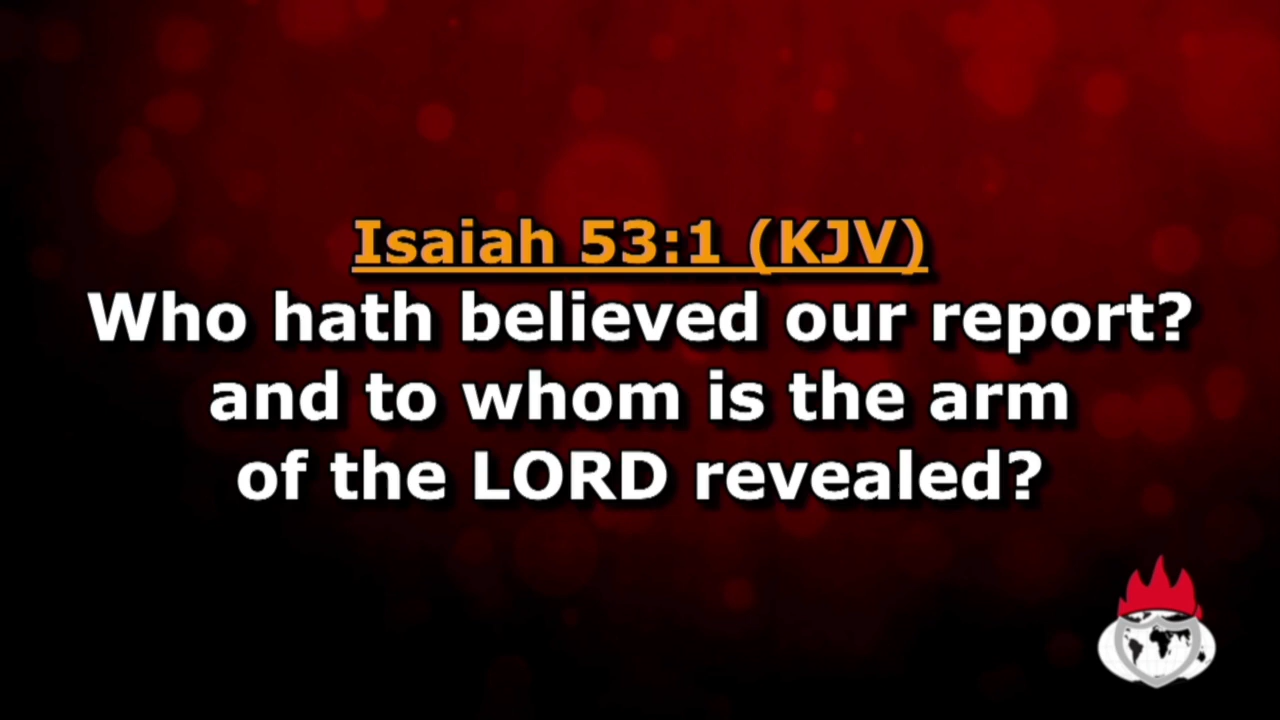 Isaiah 53:1 (KJV)
Who hath believed our report?
and to whom is the arm
of the LORD revealed?